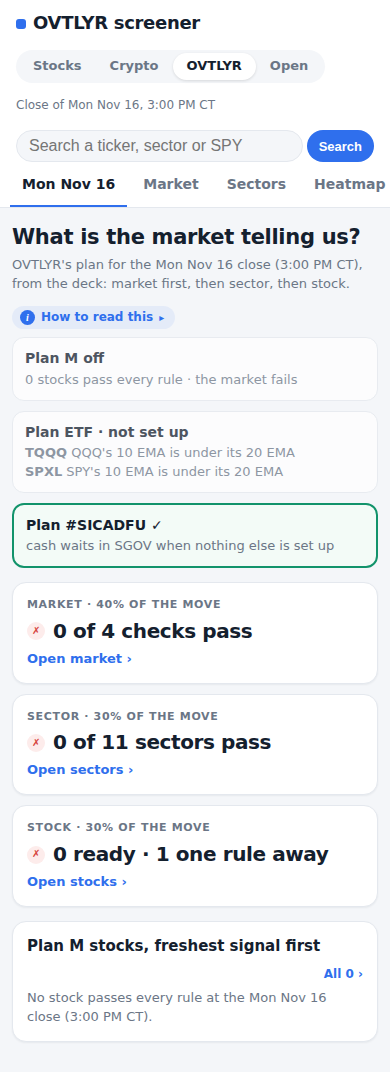 OVTLYR screener
Stocks Crypto OVTLYR Open
Close of Mon Nov 16, 3:00 PM CT
Search a ticker, sector or SPY Search
Mon Nov 16 Market Sectors Heatmap
What is the market telling us?
OVTLYR's plan for the Mon Nov 16 close (3:00 PM CT),
from the deck: market first, then sector, then stock.
i How to read this ▸
Plan M off
0 stocks pass every rule · the market fails
Plan ETF · not set up
TQQQ QQQ's 10 EMA is under its 20 EMA
SPXL SPY's 10 EMA is under its 20 EMA
Plan #SICADFU ✓
cash waits in SGOV when nothing else is set up
MARKET · 40% OF THE MOVE
✗ 0 of 4 checks pass
Open market ›
SECTOR · 30% OF THE MOVE
✗ 0 of 11 sectors pass
Open sectors ›
STOCK · 30% OF THE MOVE
✗ 0 ready · 1 one rule away
Open stocks ›
Plan M stocks, freshest signal first
All 0 ›
No stock passes every rule at the Mon Nov 16
close (3:00 PM CT).